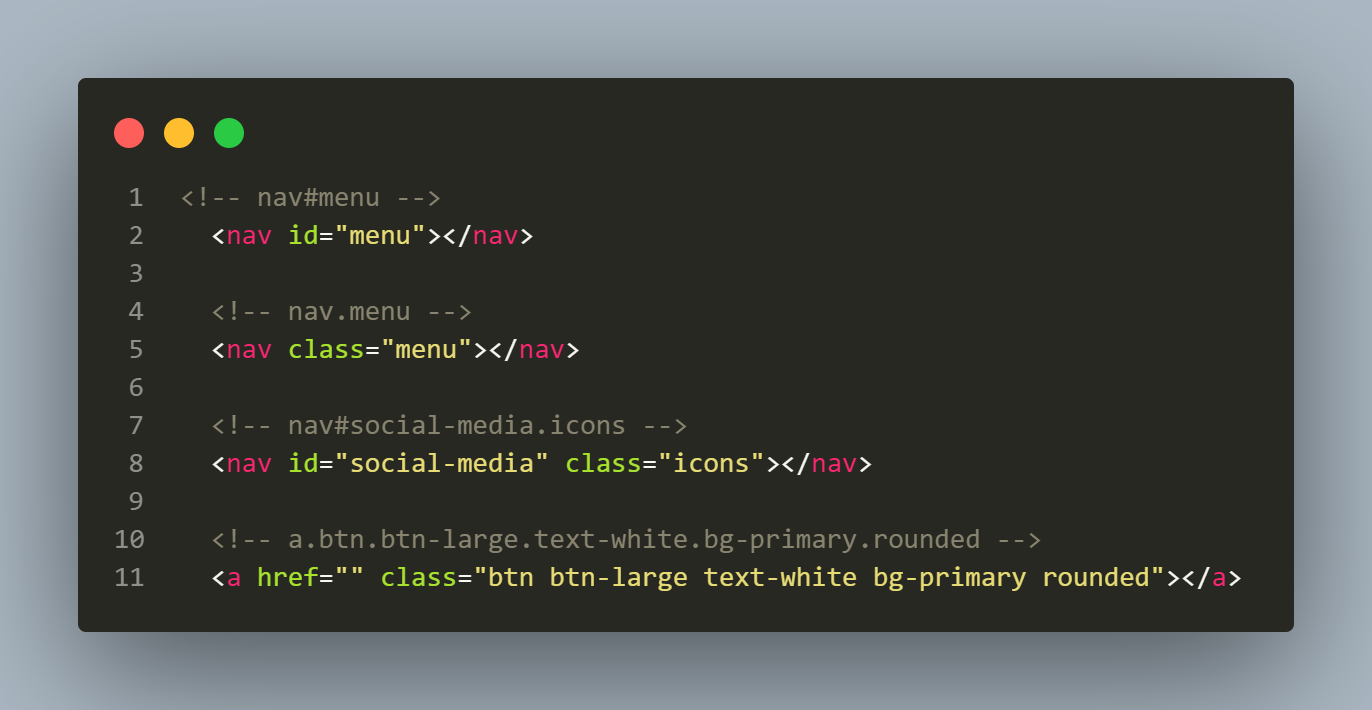 1 <!-- nav#menu -->
2 <nav id="menu"></nav>
3
4 <!-- nav.menu -->
5 <nav class="menu"></nav>
6
7 <!-- nav#social-media.icons -->
8 <nav id="social-media" class="icons"></nav>
9
10 <!-- a.btn.btn-large.text-white.bg-primary.rounded -->
11 <a href="" class="btn btn-large text-white bg-primary rounded"></a>